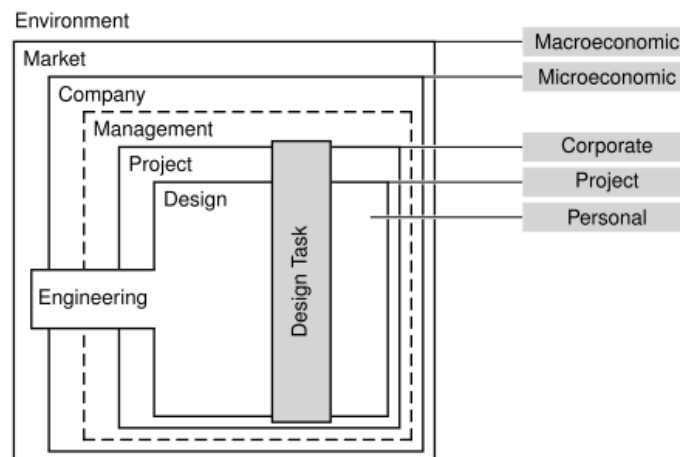 Environment
Macroeconomic
Market
Microeconomic
Company
Management
Corporate
Project
Project
Design
Personal
Engineering
Design Task